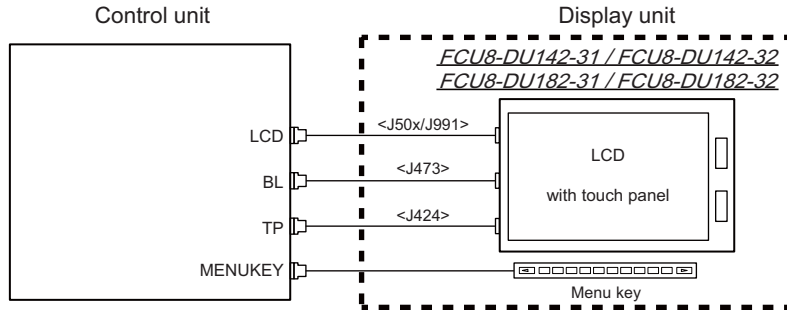 Control unit
Display unit
FCU8-DU142-31 / FCU8-DU142-32
FCU8-DU182-31 / FCU8-DU182-32
LCD
<J50x/J991>
LCD
with touch panel
BL
<J473>
TP
<J424>
MENUKEY
Menu key